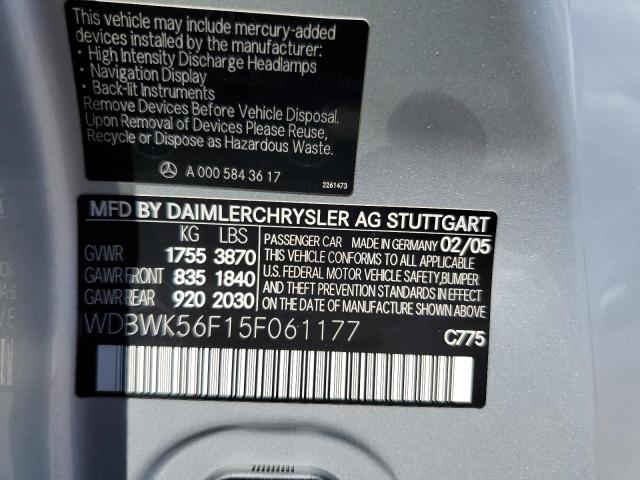 This vehicle may include mercury-added
devices installed by the manufacturer:
• High Intensity Discharge Headlamps
• Navigation Display
• Back-lit Instruments
Remove Devices Before Vehicle Disposal.
Upon Removal of Devices Please Reuse,
Recycle or Dispose as Hazardous Waste.
A 000 584 36 17
2261473
MFD BY DAIMLERCHRYSLER AG STUTTGART
KG LBS
GVWR 1755 3870
GAWR FRONT 835 1840
GAWR REAR 920 2030
PASSENGER CAR MADE IN GERMANY 02/05
THIS VEHICLE CONFORMS TO ALL APPLICABLE
U.S. FEDERAL MOTOR VEHICLE SAFETY, BUMPER
AND THEFT PREVENTION STANDARDS IN EFFECT
ON THE DATE OF MANUFACTURE SHOWN ABOVE.
WDBWK56F15F061177
C775